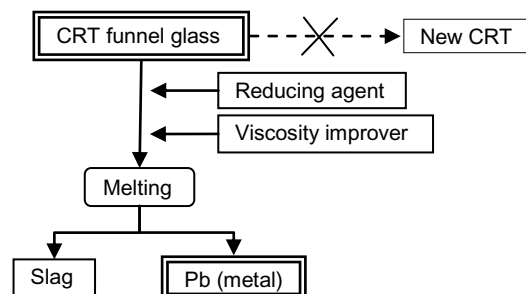 CRT funnel glass
New CRT
Reducing agent
Viscosity improver
Melting
Slag
Pb (metal)